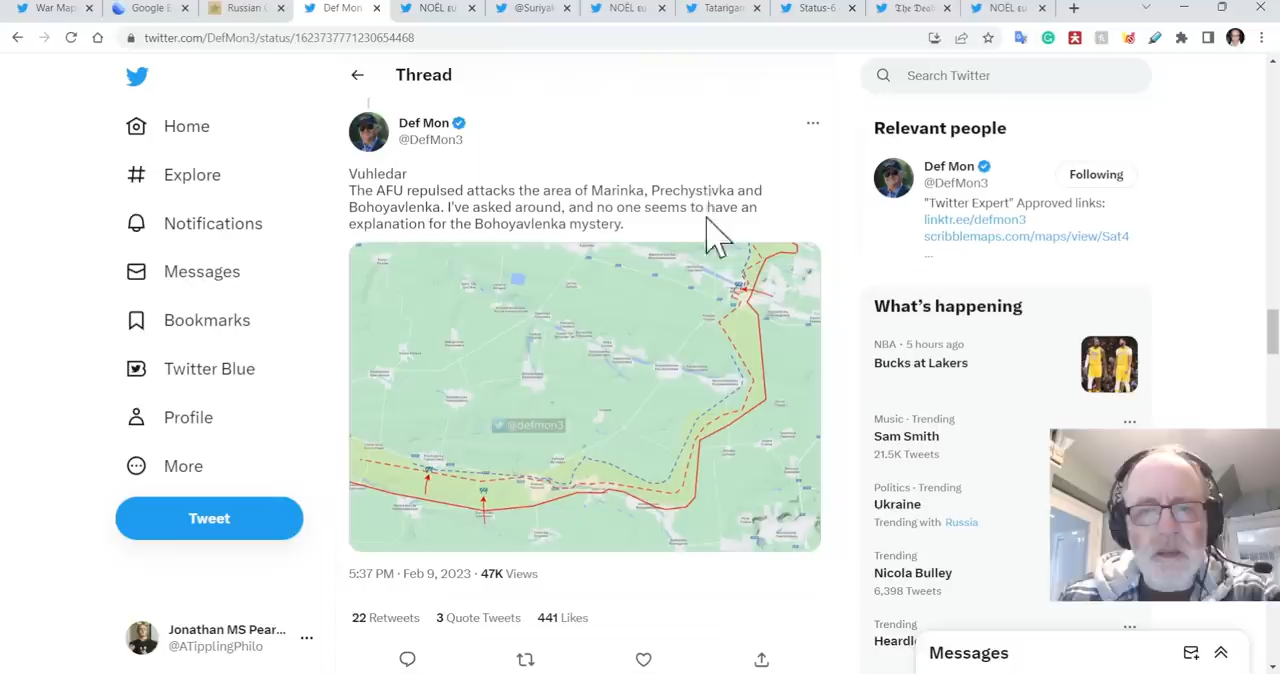 War Map
Google E
Russian C
Def Mon
NOËL
@Suriyak
NOËL
Tatarigam
Status-6
The Dead
NOËL
twitter.com/DefMon3/status/1623737771230654468
Thread
Search Twitter
Home
Explore
Notifications
Messages
Bookmarks
Twitter Blue
Profile
More
Tweet
Jonathan MS Pear...
@ATipplingPhilo
Def Mon
@DefMon3
Vuhledar
The AFU repulsed attacks the area of Marinka, Prechystivka and
Bohoyavlenka. I've asked around, and no one seems to have an
explanation for the Bohoyavlenka mystery.
@defmon3
5:37 PM · Feb 9, 2023 · 47K Views
22 Retweets 3 Quote Tweets 441 Likes
Relevant people
Def Mon
@DefMon3
Following
"Twitter Expert" Approved links:
linktr.ee/defmon3
scribblemaps.com/maps/view/Sat4
...
What's happening
NBA · 5 hours ago
Bucks at Lakers
Music · Trending
Sam Smith
21.5K Tweets
Politics · Trending
Ukraine
Trending with Russia
Trending
Nicola Bulley
6,398 Tweets
Trending
Heardle
Messages